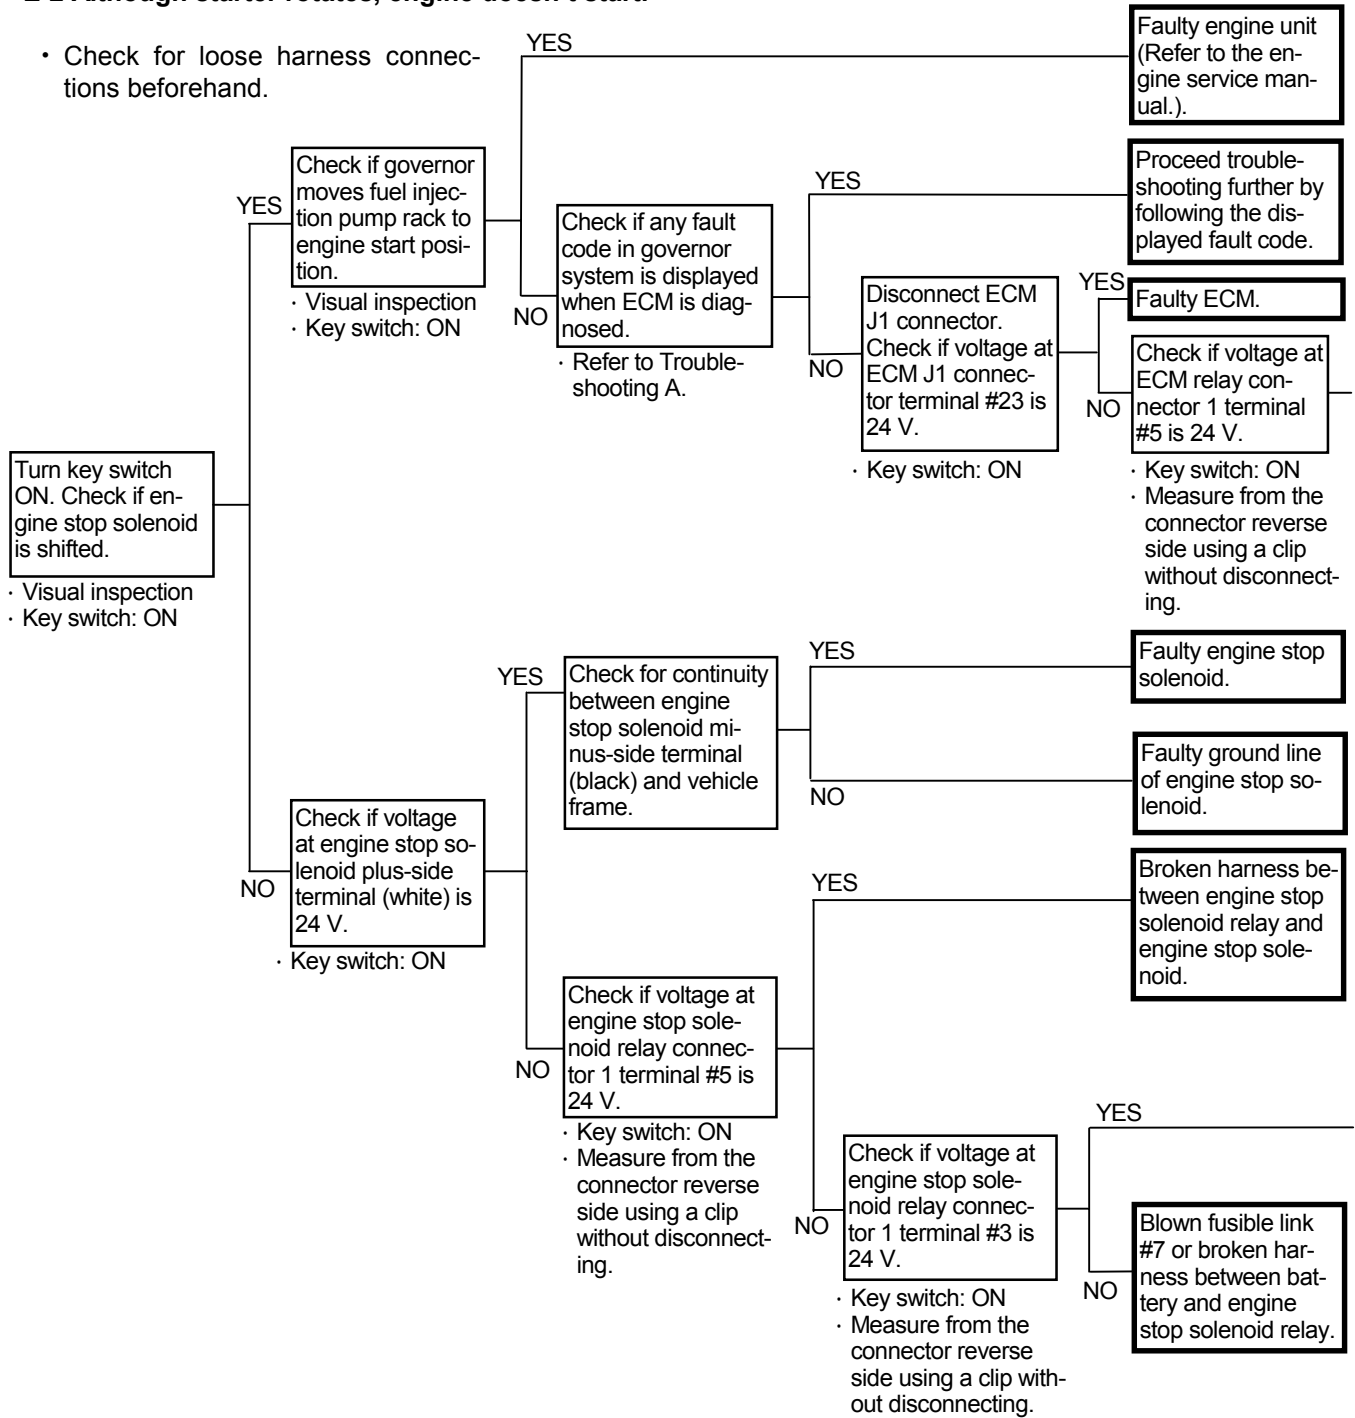 E-2 Although starter rotates, engine doesn't start.
・ Check for loose harness connec-
tions beforehand.
YES
Faulty engine unit
(Refer to the en-
gine service man-
ual.).
YES
Check if governor
moves fuel injec-
tion pump rack to
engine start posi-
tion.
· Visual inspection
· Key switch: ON
NO
Check if any fault
code in governor
system is displayed
when ECM is diag-
nosed.
· Refer to Trouble-
shooting A.
YES
Proceed trouble-
shooting further by
following the dis-
played fault code.
NO
Disconnect ECM
J1 connector.
Check if voltage at
ECM J1 connec-
tor terminal #23 is
24 V.
· Key switch: ON
YES
Faulty ECM.
NO
Check if voltage at
ECM relay con-
nector 1 terminal
#5 is 24 V.
· Key switch: ON
· Measure from the
connector reverse
side using a clip
without disconnect-
ing.
Turn key switch
ON. Check if en-
gine stop solenoid
is shifted.
· Visual inspection
· Key switch: ON
NO
Check if voltage
at engine stop so-
lenoid plus-side
terminal (white) is
24 V.
· Key switch: ON
YES
Check for continuity
between engine
stop solenoid mi-
nus-side terminal
(black) and vehicle
frame.
YES
Faulty engine stop
solenoid.
NO
Faulty ground line
of engine stop so-
lenoid.
NO
Check if voltage at
engine stop sole-
noid relay connec-
tor 1 terminal #5 is
24 V.
· Key switch: ON
· Measure from the
connector reverse
side using a clip
without disconnect-
ing.
YES
Broken harness be-
tween engine stop
solenoid relay and
engine stop sole-
noid.
NO
Check if voltage at
engine stop sole-
noid relay connec-
tor 1 terminal #3 is
24 V.
· Key switch: ON
· Measure from the
connector reverse
side using a clip with-
out disconnecting.
YES
NO
Blown fusible link
#7 or broken har-
ness between bat-
tery and engine
stop solenoid relay.